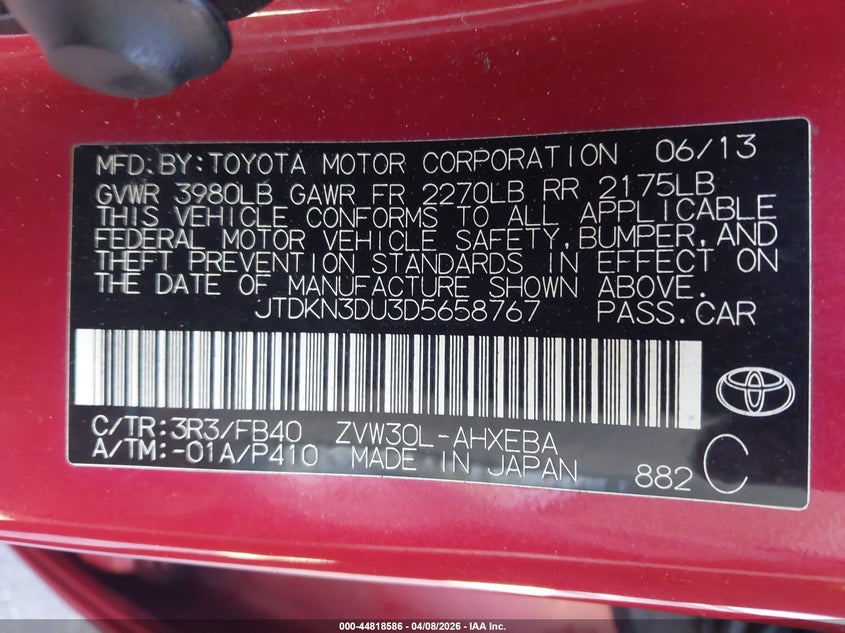 MFD.BY:TOYOTA MOTOR CORPORATION 06/13
GVWR 3980LB GAWR FR 2270LB RR 2175LB
THIS VEHICLE CONFORMS TO ALL APPLICABLE
FEDERAL MOTOR VEHICLE SAFETY,BUMPER,AND
THEFT PREVENTION STANDARDS IN EFFECT ON
THE DATE OF MANUFACTURE SHOWN ABOVE.
JTDKN3DU3D5658767 PASS.CAR
C/TR:3R3/FB40 ZVW30L-AHXEBA
A/TM:-01A/P410 MADE IN JAPAN 882 C
000-44818586 04/08/2026 - IAA Inc.